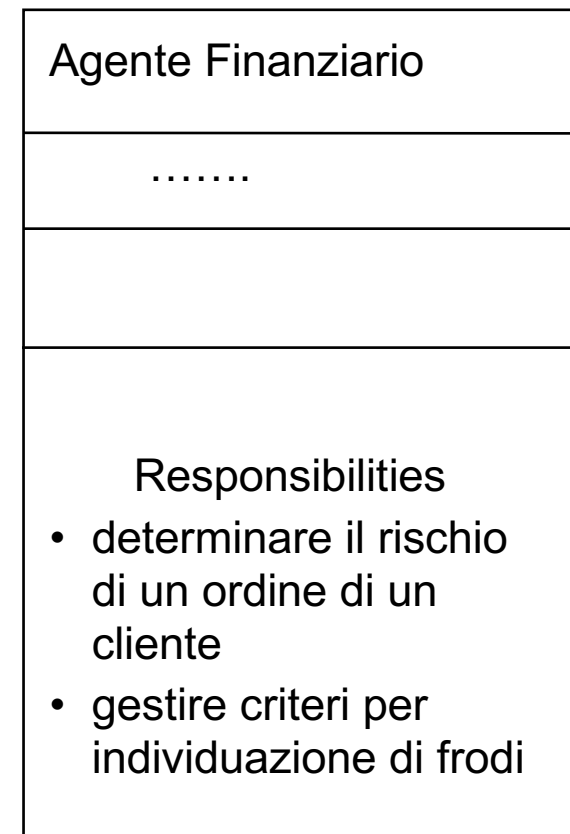 Agente Finanziario
…….
Responsibilities
• determinare il rischio
di un ordine di un
cliente
• gestire criteri per
individuazione di frodi